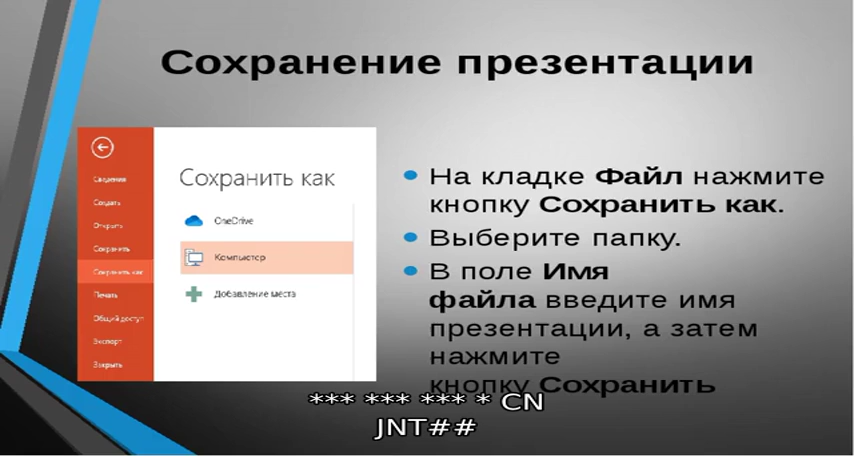 Сохранение презентации
Сохранить как
Сведения
Создать
Открыть
Сохранить
Сохранить как
Печать
Общий доступ
Экспорт
Закрыть
OneDrive
Компьютер
Добавление места
На кладке Файл нажмите
кнопку Сохранить как.
Выберите папку.
В поле Имя
файла введите имя
презентации, а затем
нажмите
кнопку Сохранить
*** *** *** * CN
JNT##